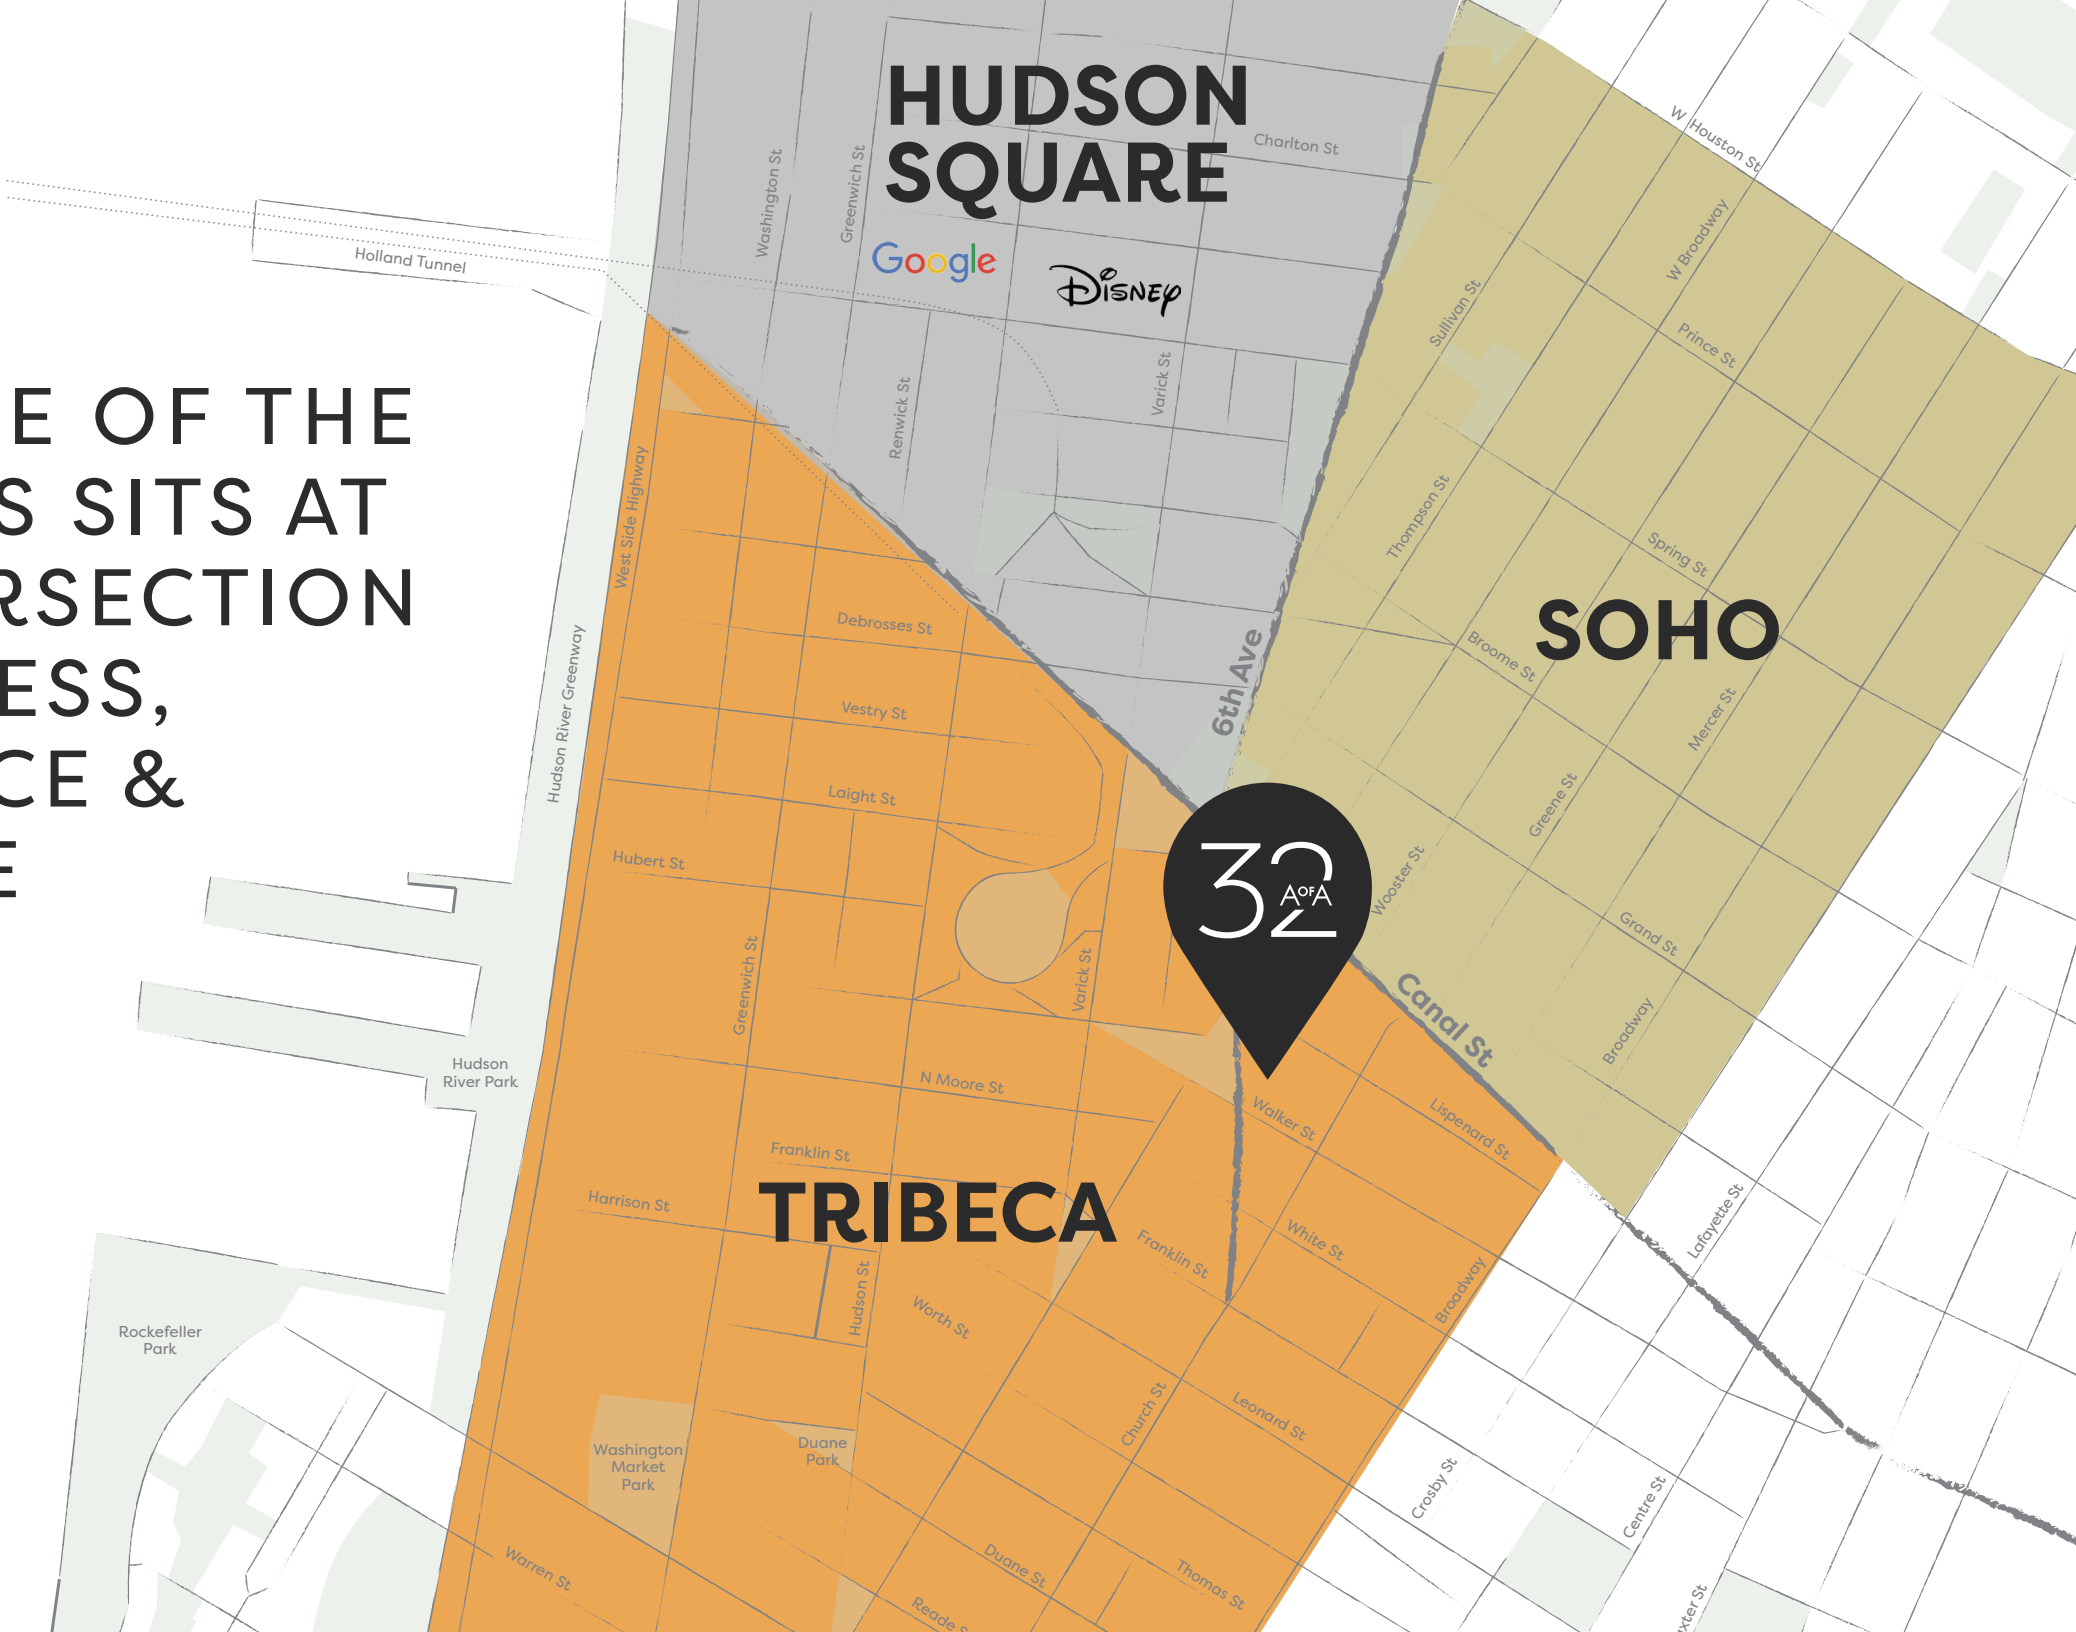 E OF THE
S SITS AT
RSECTION
ESS,
CE &
E
HUDSON
SQUARE
Google
DISNEY
SOHO
TRIBECA
32
AOFA
Holland Tunnel
Washington St
Greenwich St
Charlton St
W Houston St
W Broadway
Sullivan St
Prince St
Renwick St
Varick St
West Side Highway
Thompson St
Spring St
Debrosses St
6th Ave
Broome St
Hudson River Greenway
Vestry St
Mercer St
Laight St
Greene St
Hubert St
Wooster St
Grand St
Greenwich St
Varick St
Canal St
Broadway
Hudson
River Park
N Moore St
Walker St
Lispenard St
Franklin St
Harrison St
Franklin St
White St
Lafayette St
Hudson St
Worth St
Broadway
Rockefeller
Park
Church St
Leonard St
Washington
Market
Park
Duane
Park
Crosby St
Centre St
Warren St
Duane St
Thomas St
Reade S
xter St